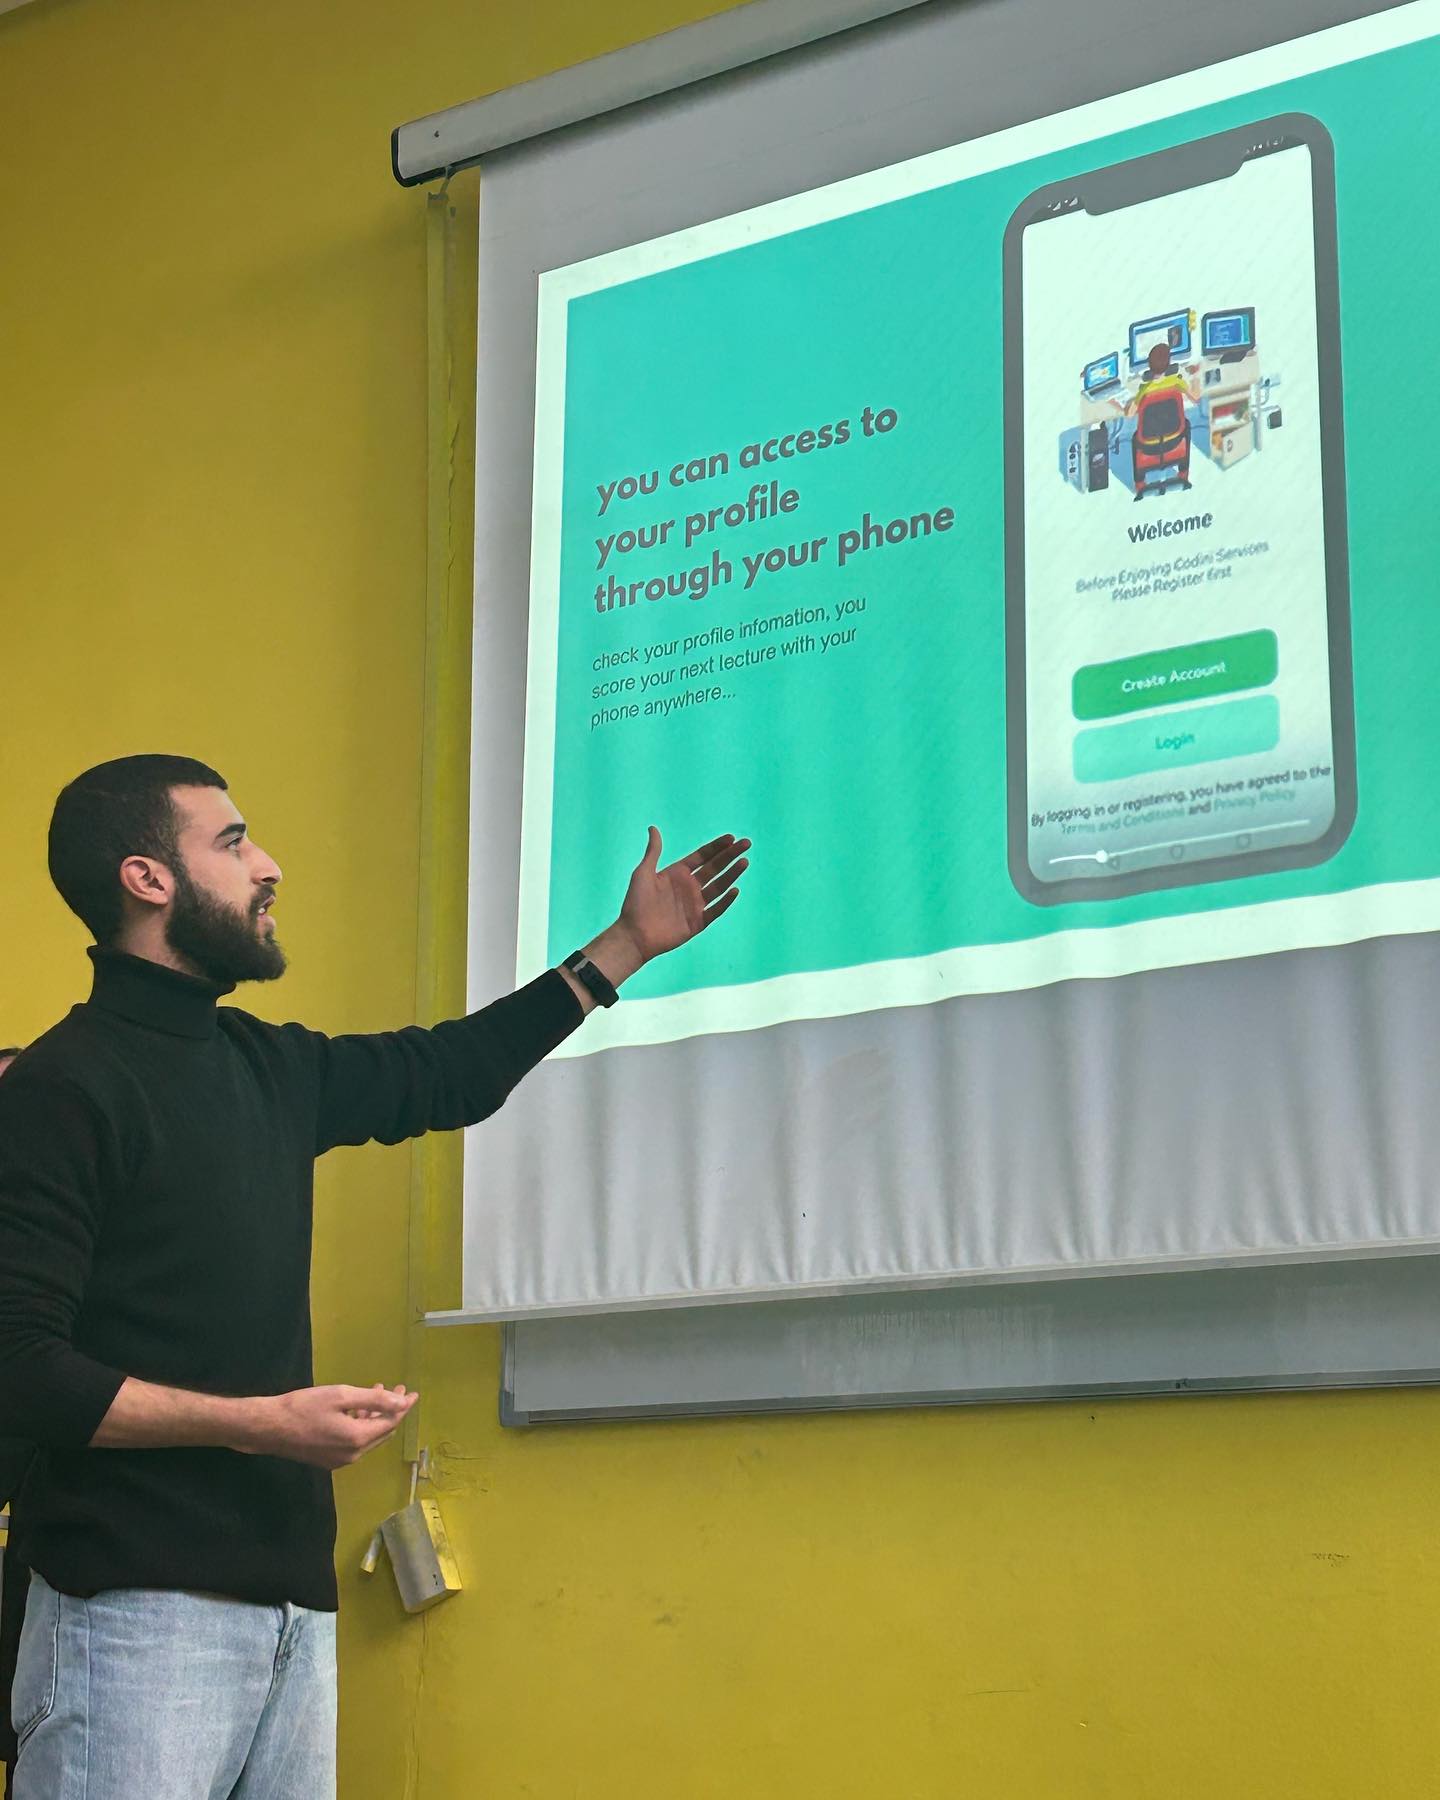 you can access to
your profile
through your phone
check your profile infomation, you
score your next lecture with your
phone anywhere...
Welcome
Before Enjoying Codini Services
Please Register first
Create Account
Login
By logging in or registering, you have agreed to the
Terms and Conditions and Privacy Policy.